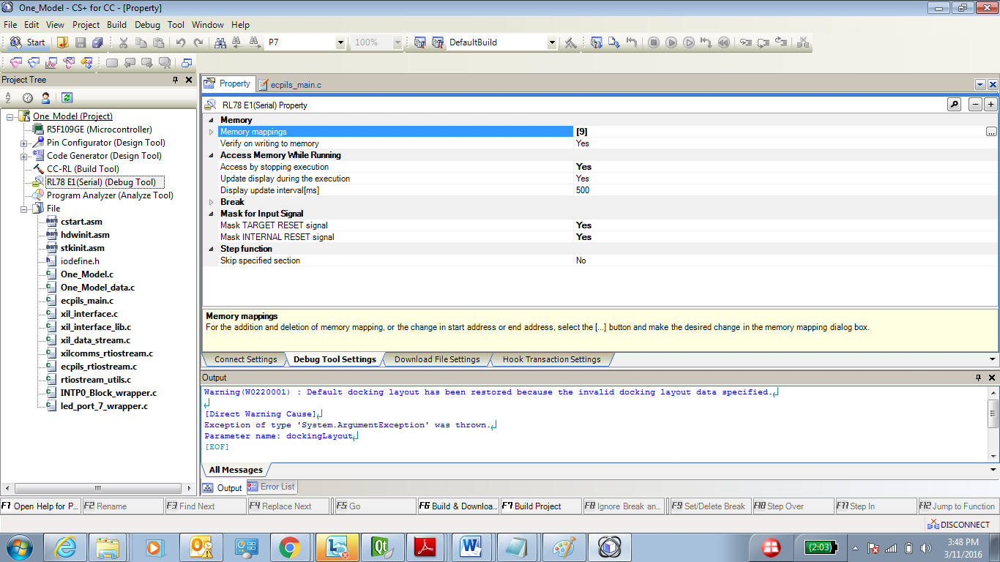 One_Model - CS+ for CC - [Property]
File Edit View Project Build Debug Tool Window Help
Start P7 100% DefaultBuild
Project Tree
One_Model (Project)
R5F109GE (Microcontroller)
Pin Configurator (Design Tool)
Code Generator (Design Tool)
CC-RL (Build Tool)
RL78 E1(Serial) (Debug Tool)
Program Analyzer (Analyze Tool)
File
cstart.asm
hdwinit.asm
stkinit.asm
iodefine.h
One_Model.c
One_Model_data.c
ecpils_main.c
xil_interface.c
xil_interface_lib.c
xil_data_stream.c
xilcomms_rtiostream.c
ecpils_rtiostream.c
rtiostream_utils.c
INTP0_Block_wrapper.c
led_port_7_wrapper.c
Property ecpils_main.c
RL78 E1(Serial) Property
Memory
Memory mappings [9] ...
Verify on writing to memory Yes
Access Memory While Running
Access by stopping execution Yes
Update display during the execution Yes
Display update interval[ms] 500
Break
Mask for Input Signal
Mask TARGET RESET signal Yes
Mask INTERNAL RESET signal Yes
Step function
Skip specified section No
Memory mappings
For the addition and deletion of memory mapping, or the change in start address or end address, select the [...] button and make the desired change in the memory mapping dialog box.
Connect Settings Debug Tool Settings Download File Settings Hook Transaction Settings
Output
Warning(W0220001) : Default docking layout has been restored because the invalid docking layout data specified.
[Direct Warning Cause]
Exception of type 'System.ArgumentException' was thrown.
Parameter name: dockingLayout
[EOF]
All Messages
Output Error List
F1 Open Help for P... F2 Rename F3 Find Next F4 Replace Next F5 Go F6 Build & Downloa... F7 Build Project F8 Ignore Break an... F9 Set/Delete Break F10 Step Over F11 Step In F12 Jump to Function
DISCONNECT
(2:03) 3:48 PM
3/11/2016